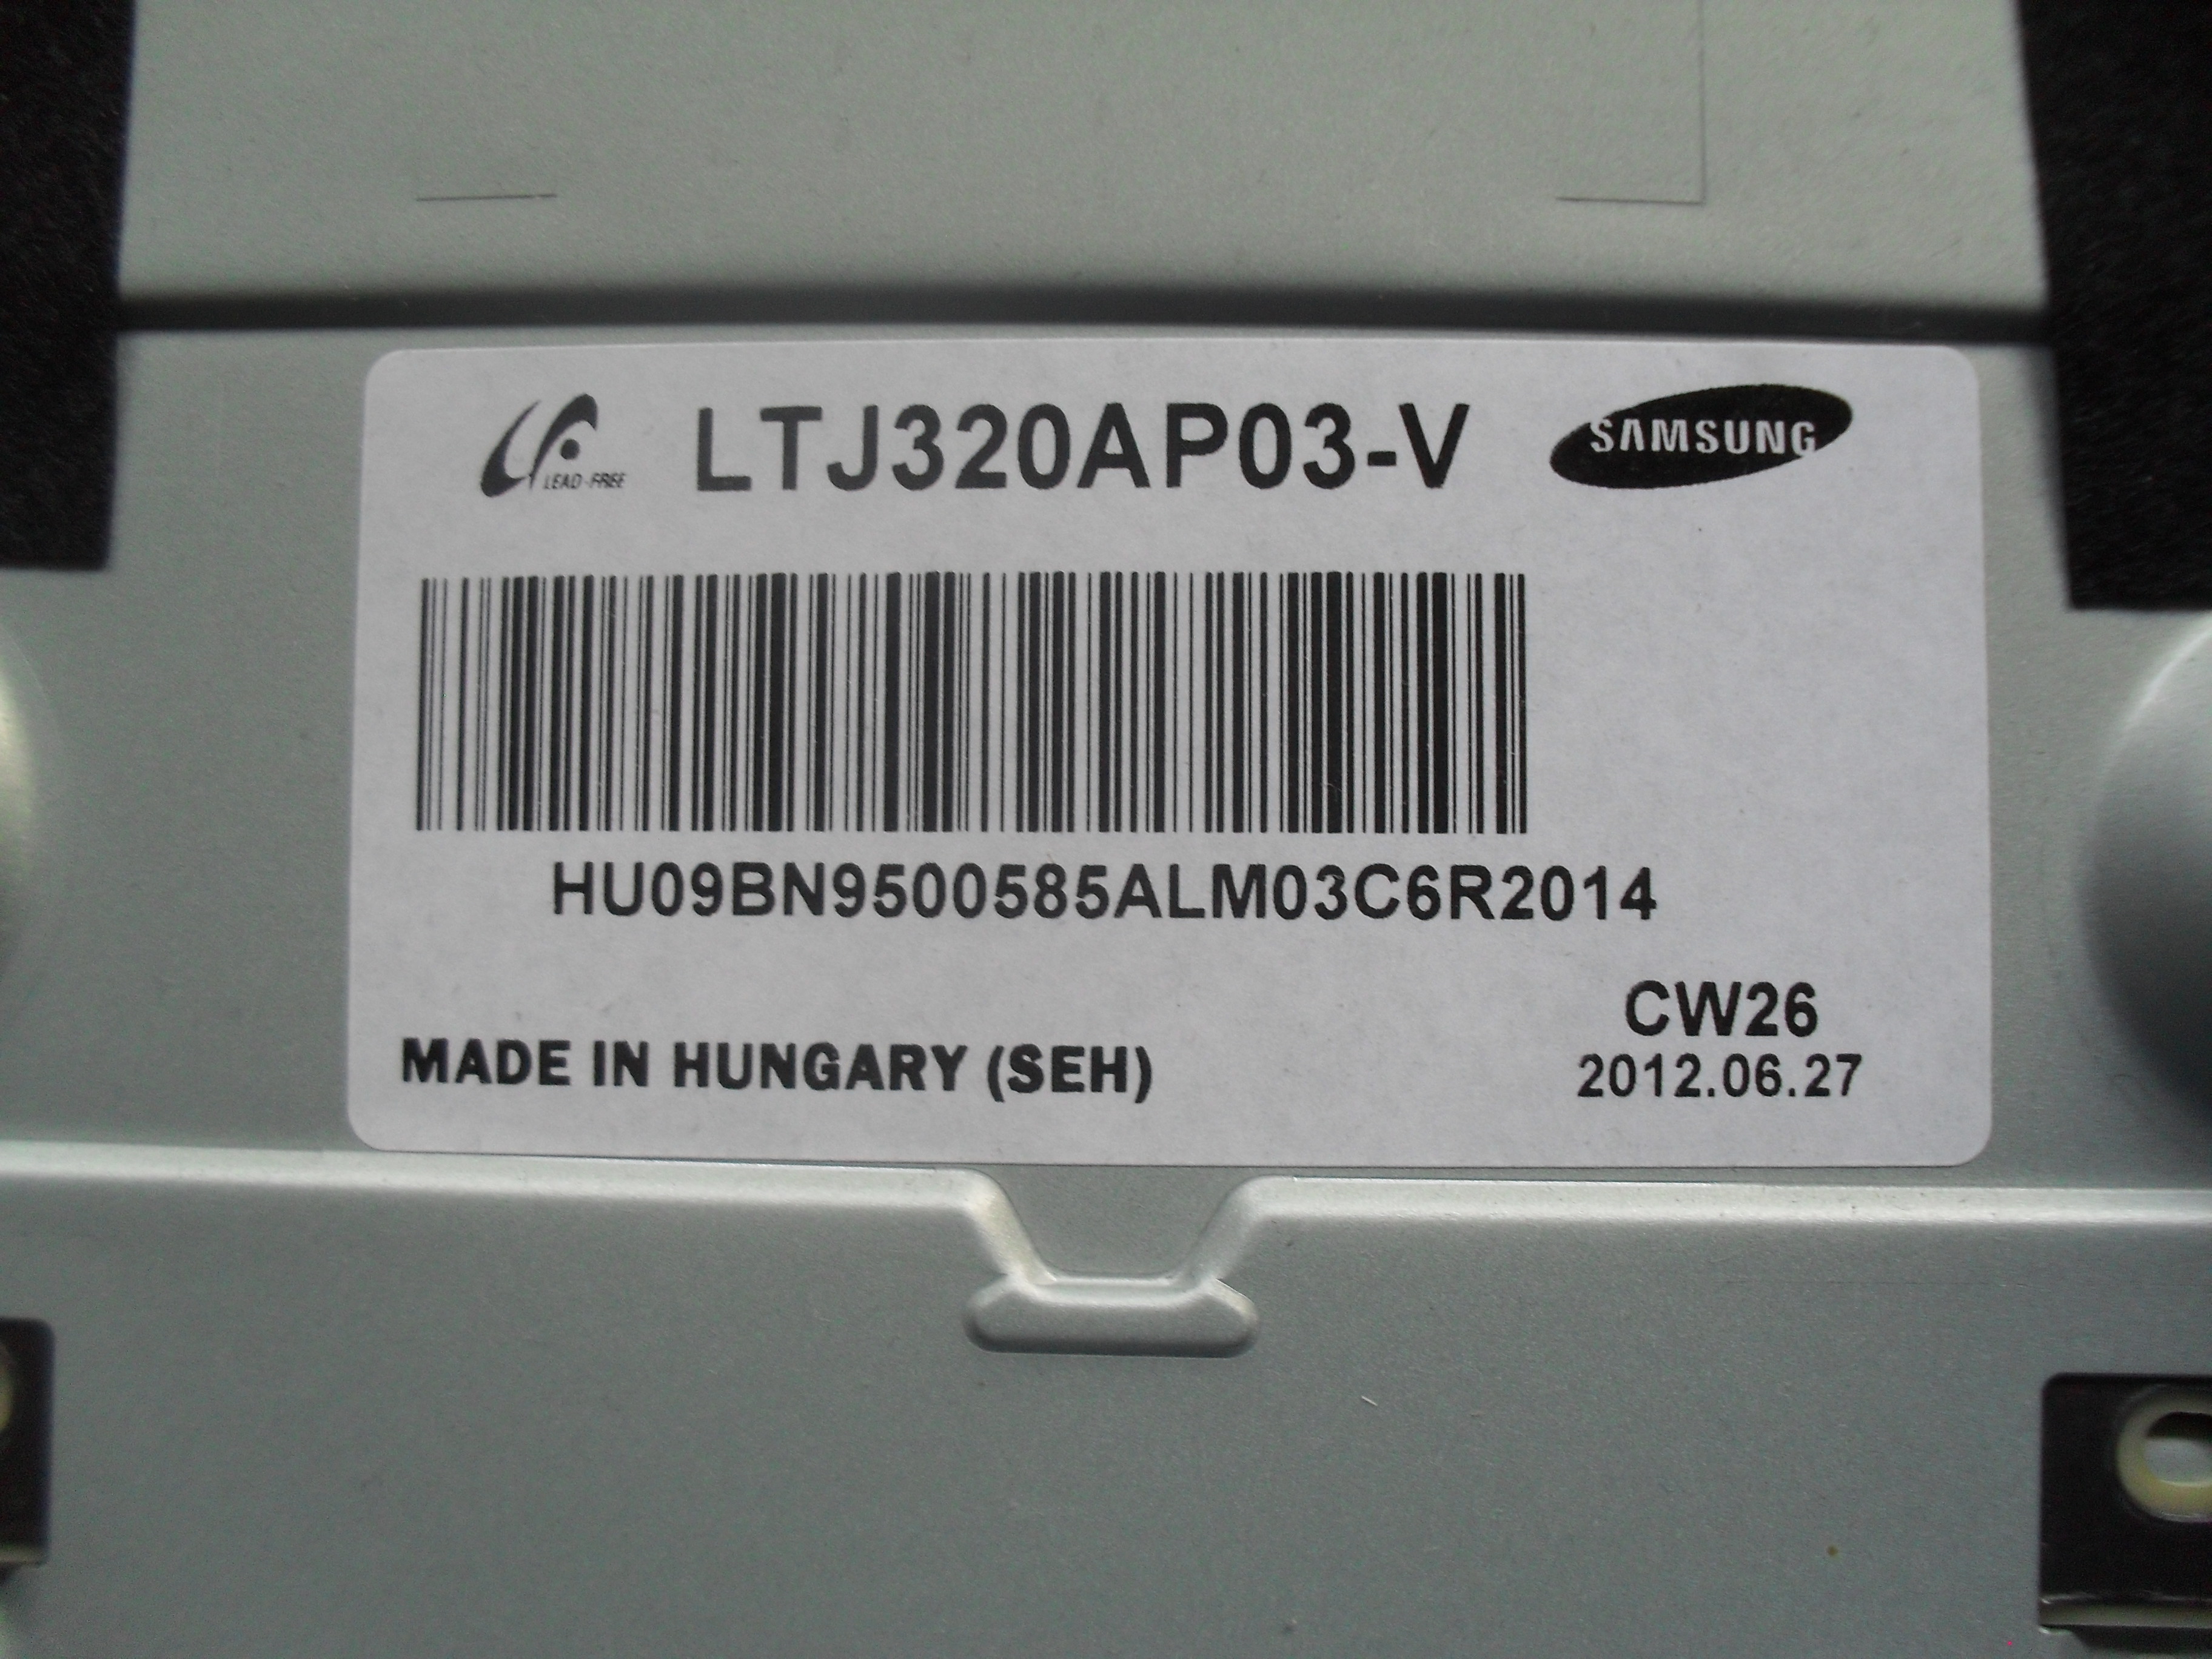 LEAD-FREE
LTJ320AP03-V
SAMSUNG
HU09BN9500585ALM03C6R2014
CW26
MADE IN HUNGARY (SEH)
2012.06.27